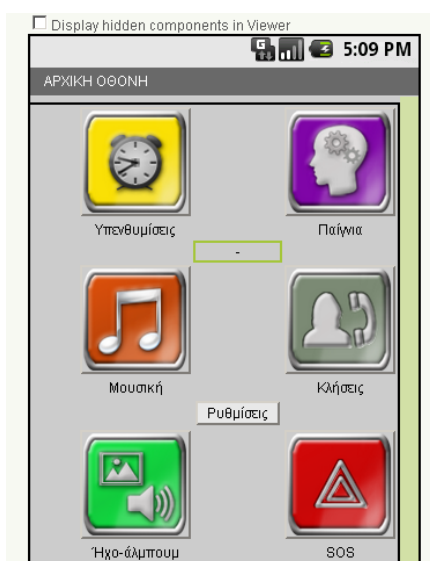 Display hidden components in Viewer
G 5:09 PM
ΑΡΧΙΚΗ ΟΘΟΝΗ
Υπενθυμίσεις Παίγνια
-
Μουσική Κλήσεις
Ρυθμίσεις
Ήχο-άλμπουμ SOS